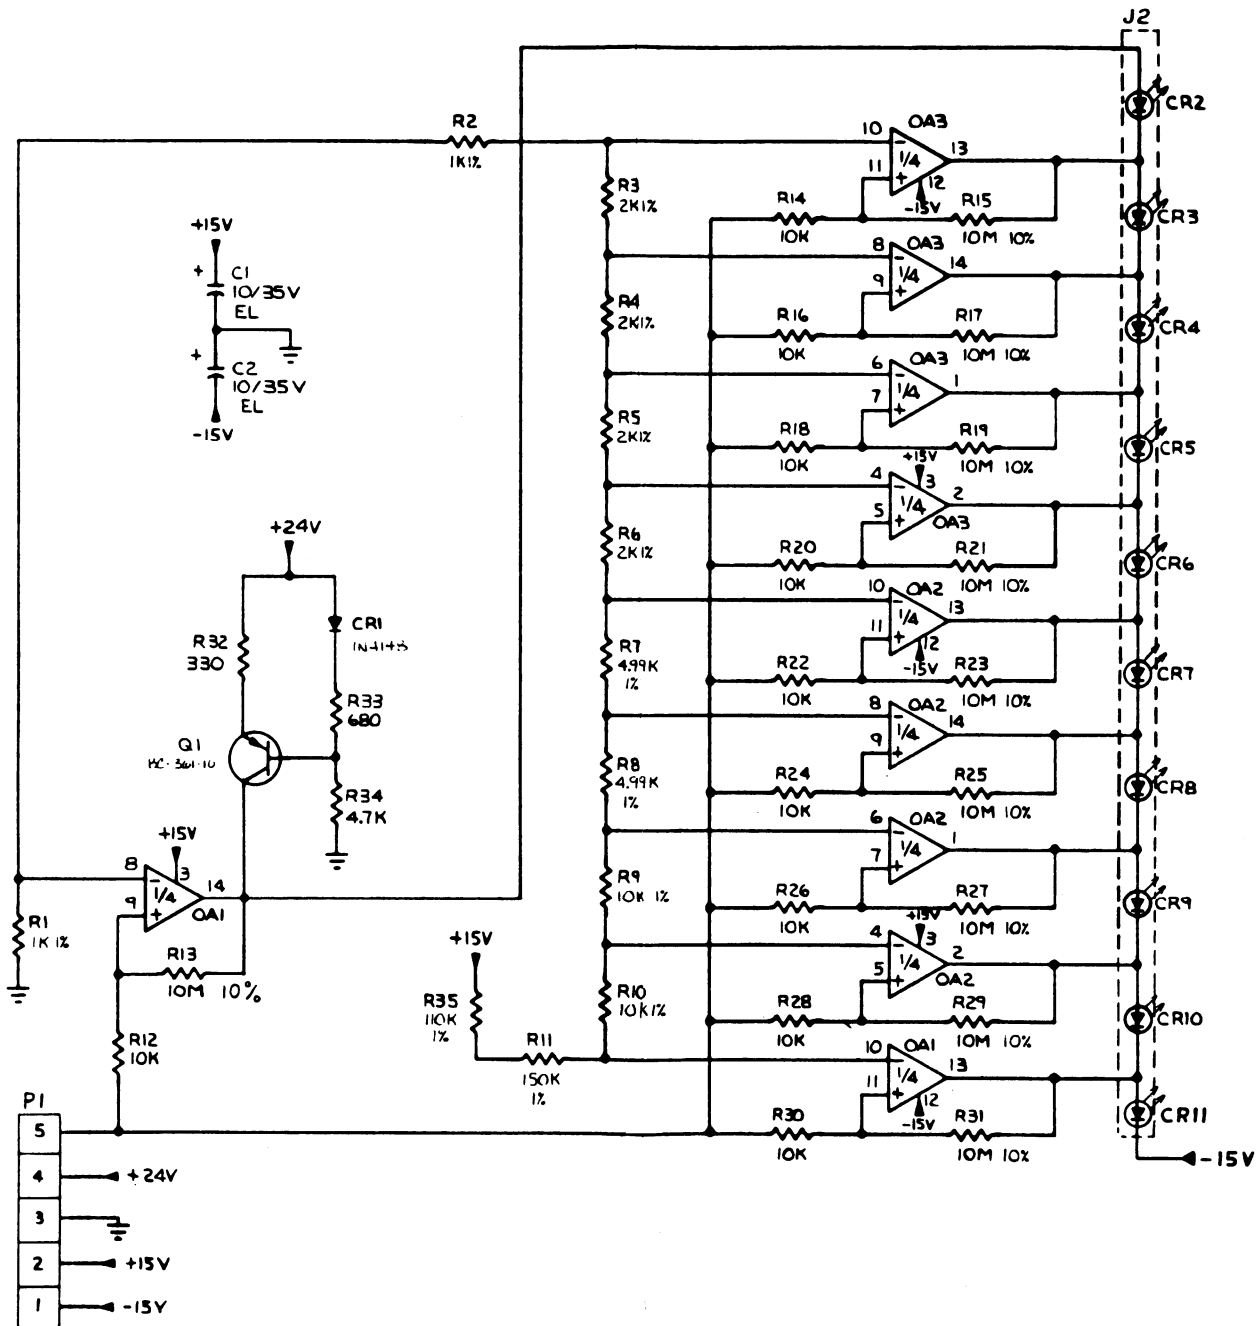 J2
CR2
R2
1K1%
10
OA3
13
11
1/4
12
-15V
R3
2K1%
R14
10K
R15
10M 10%
CR3
+15V
C1
10/35V
EL
8
OA3
14
9
1/4
R4
2K1%
R16
10K
R17
10M 10%
CR4
C2
10/35V
EL
-15V
6
OA3
1
7
1/4
R5
2K1%
R18
10K
R19
10M 10%
CR5
+15V
4
3
2
5
1/4
OA3
R6
2K1%
R20
10K
R21
10M 10%
CR6
+24V
10
OA2
13
11
1/4
12
-15V
R32
330
CR1
R7
4.99K
1%
R22
10K
R23
10M 10%
CR7
R33
680
8
OA2
14
9
1/4
Q1
R8
4.99K
1%
R24
10K
R25
10M 10%
CR8
R34
4.7K
6
OA2
1
7
1/4
+15V
8
3
14
9
1/4
OA1
R9
10K 1%
R26
10K
R27
10M 10%
CR9
R1
1K 1%
+15V
4
3
2
5
1/4
OA2
R13
10M 10%
+15V
R35
110K
1%
R10
10K1%
R28
10K
R29
10M 10%
CR10
R12
10K
R11
150K
1%
10
OA1
13
11
1/4
12
-15V
R30
10K
R31
10M 10%
CR11
-15V
P1
5
4
+24V
3
2
+15V
1
-15V